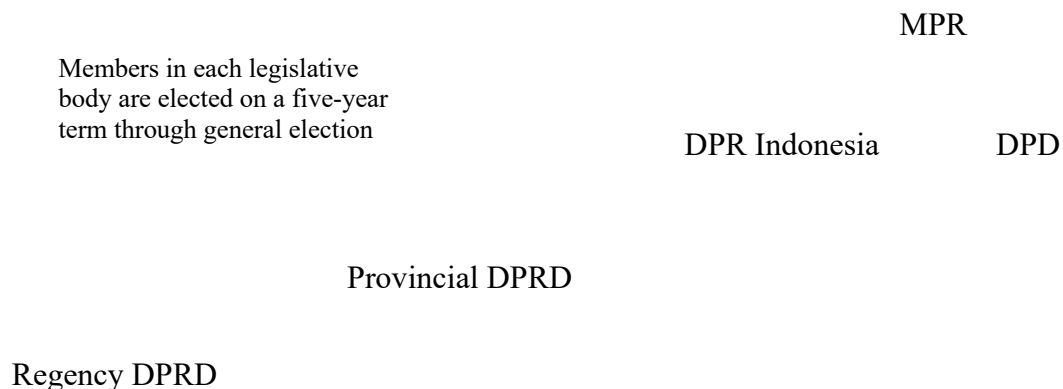 MPR
Members in each legislative
body are elected on a five-year
term through general election
DPR Indonesia
DPD
Provincial DPRD
Regency DPRD